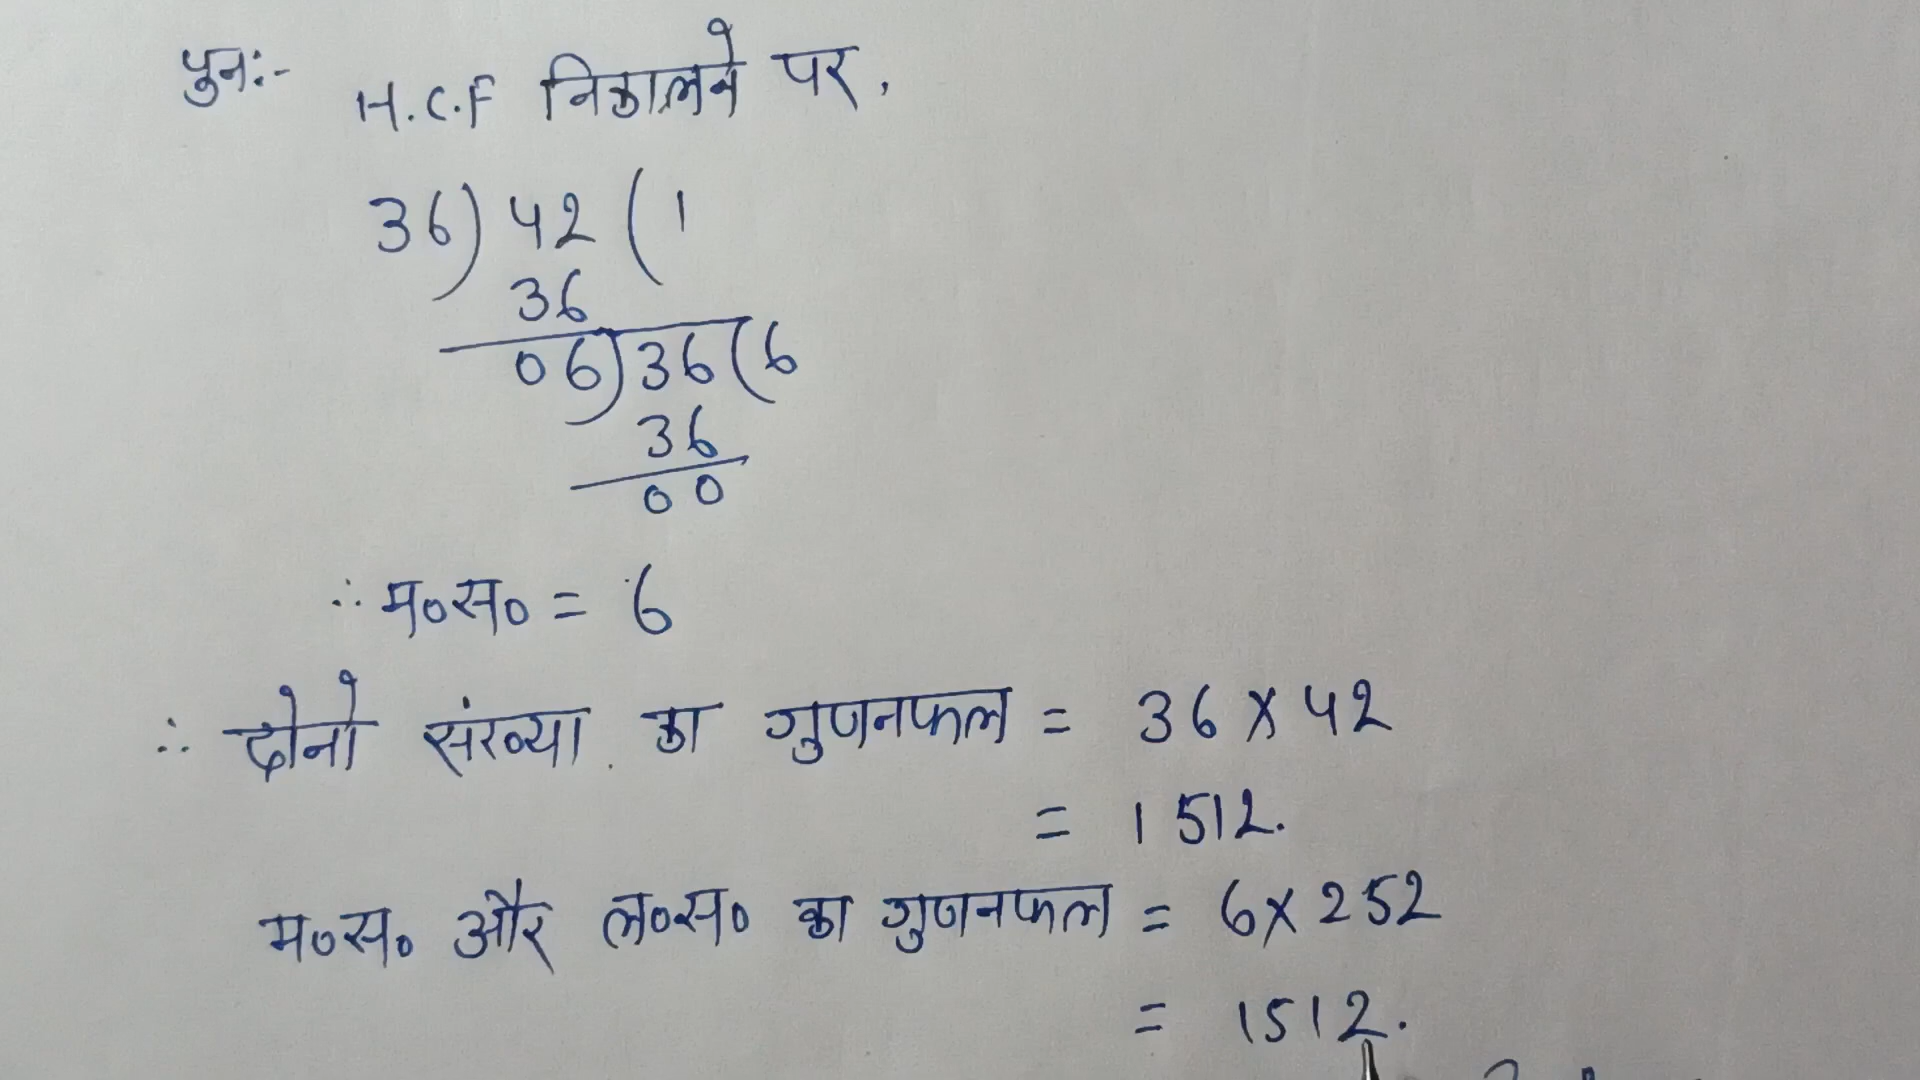 पुनः-
H.C.F निकालने पर,
36) 42 ( 1
36
06) 36 ( 6
36
00
∴ म०स० = 6
∴ दोनो संख्या का गुणनफल = 36 x 42
= 1512.
म०स० और ल०स० का गुणनफल = 6 x 252
= 1512.